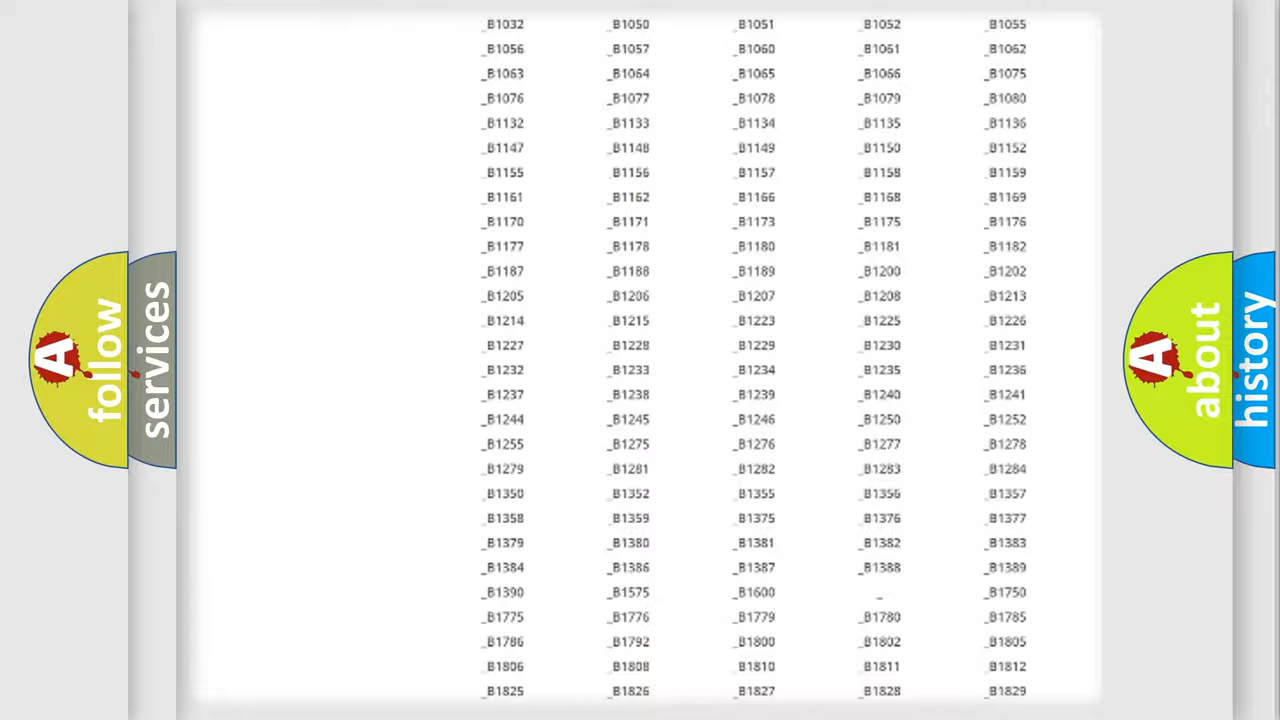 _B1032 _B1050 _B1051 _B1052 _B1055
_B1056 _B1057 _B1060 _B1061 _B1062
_B1063 _B1064 _B1065 _B1066 _B1075
_B1076 _B1077 _B1078 _B1079 _B1080
_B1132 _B1133 _B1134 _B1135 _B1136
_B1147 _B1148 _B1149 _B1150 _B1152
_B1155 _B1156 _B1157 _B1158 _B1159
_B1161 _B1162 _B1166 _B1168 _B1169
_B1170 _B1171 _B1173 _B1175 _B1176
_B1177 _B1178 _B1180 _B1181 _B1182
_B1187 _B1188 _B1189 _B1200 _B1202
_B1205 _B1206 _B1207 _B1208 _B1213
_B1214 _B1215 _B1223 _B1225 _B1226
_B1227 _B1228 _B1229 _B1230 _B1231
_B1232 _B1233 _B1234 _B1235 _B1236
_B1237 _B1238 _B1239 _B1240 _B1241
_B1244 _B1245 _B1246 _B1250 _B1252
_B1255 _B1275 _B1276 _B1277 _B1278
_B1279 _B1281 _B1282 _B1283 _B1284
_B1350 _B1352 _B1355 _B1356 _B1357
_B1358 _B1359 _B1375 _B1376 _B1377
_B1379 _B1380 _B1381 _B1382 _B1383
_B1384 _B1386 _B1387 _B1388 _B1389
_B1390 _B1575 _B1600 _ _B1750
_B1775 _B1776 _B1779 _B1780 _B1785
_B1786 _B1792 _B1800 _B1802 _B1805
_B1806 _B1808 _B1810 _B1811 _B1812
_B1825 _B1826 _B1827 _B1828 _B1829
A follow
services
A about
history